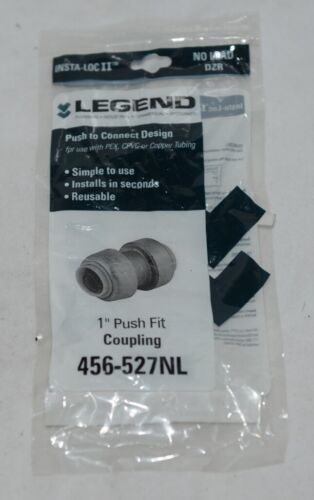 INSTA-LOC II™
NO LEAD
DZR
LEGEND
Push to Connect Design
for use with PEX, CPVC or Copper Tubing
• Simple to use
• Installs in seconds
• Reusable
1" Push Fit
Coupling
456-527NL